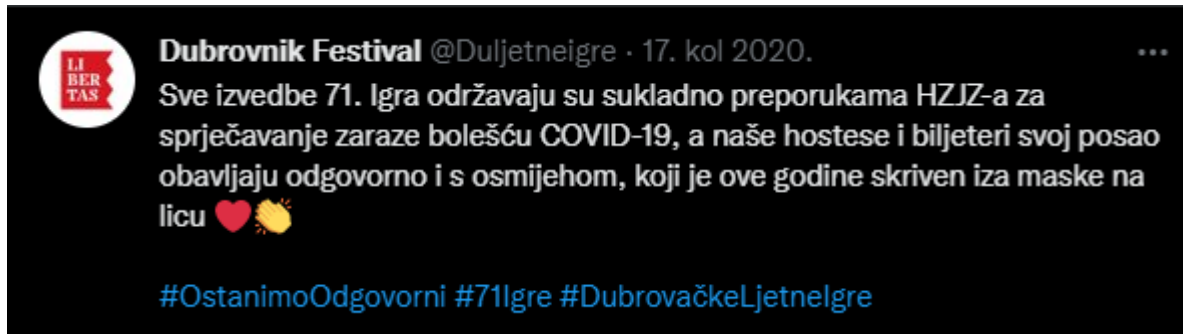 LI
BER
TAS
Dubrovnik Festival @Duljetneigre · 17. kol 2020.
Sve izvedbe 71. Igra održavaju su sukladno preporukama HZJZ-a za
sprječavanje zaraze bolešću COVID-19, a naše hostese i biljeteri svoj posao
obavljaju odgovorno i s osmijehom, koji je ove godine skriven iza maske na
licu ❤️👏
#OstanimoOdgovorni #71Igre #DubrovačkeLjetneIgre